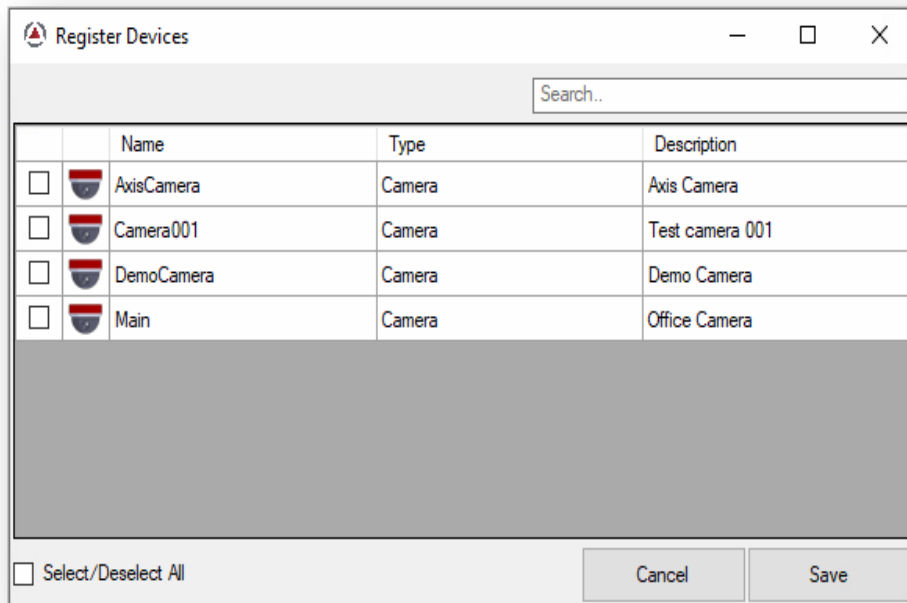 Register Devices
Search..
Name Type Description
AxisCamera Camera Axis Camera
Camera001 Camera Test camera 001
DemoCamera Camera Demo Camera
Main Camera Office Camera
Select/Deselect All Cancel Save